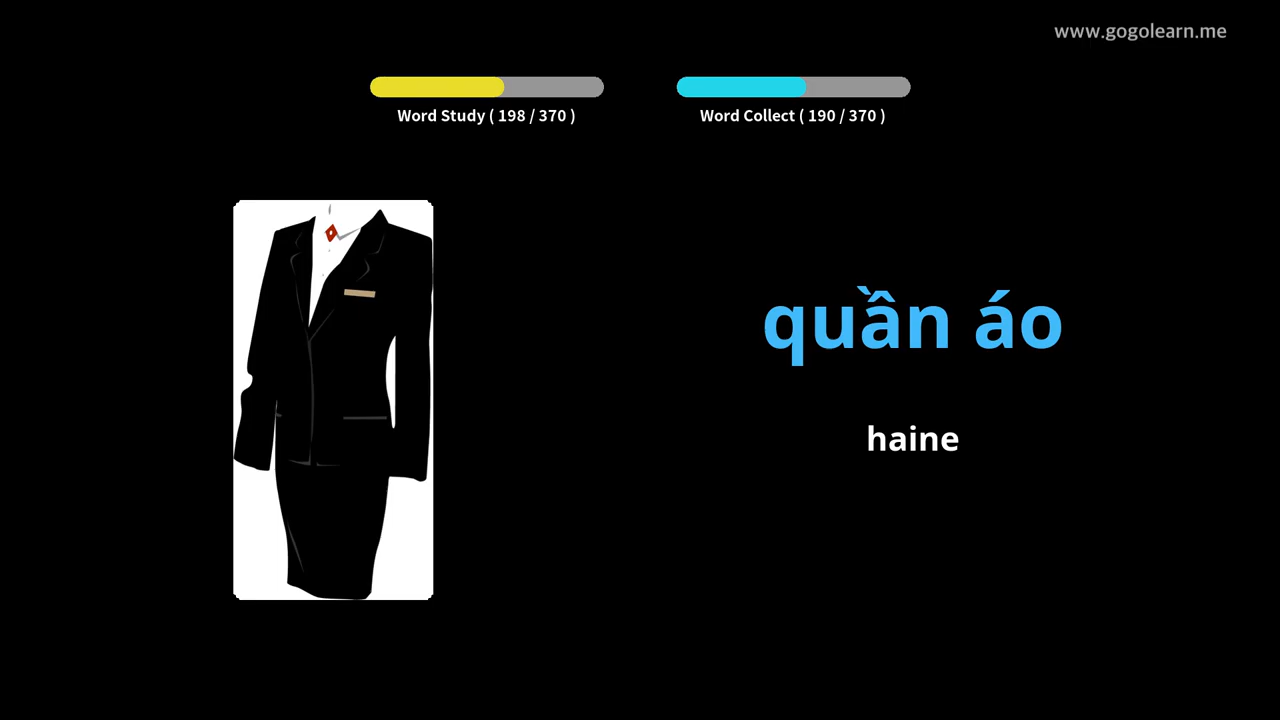 www.gogolearn.me
Word Study ( 198 / 370 )
Word Collect ( 190 / 370 )
quần áo
haine